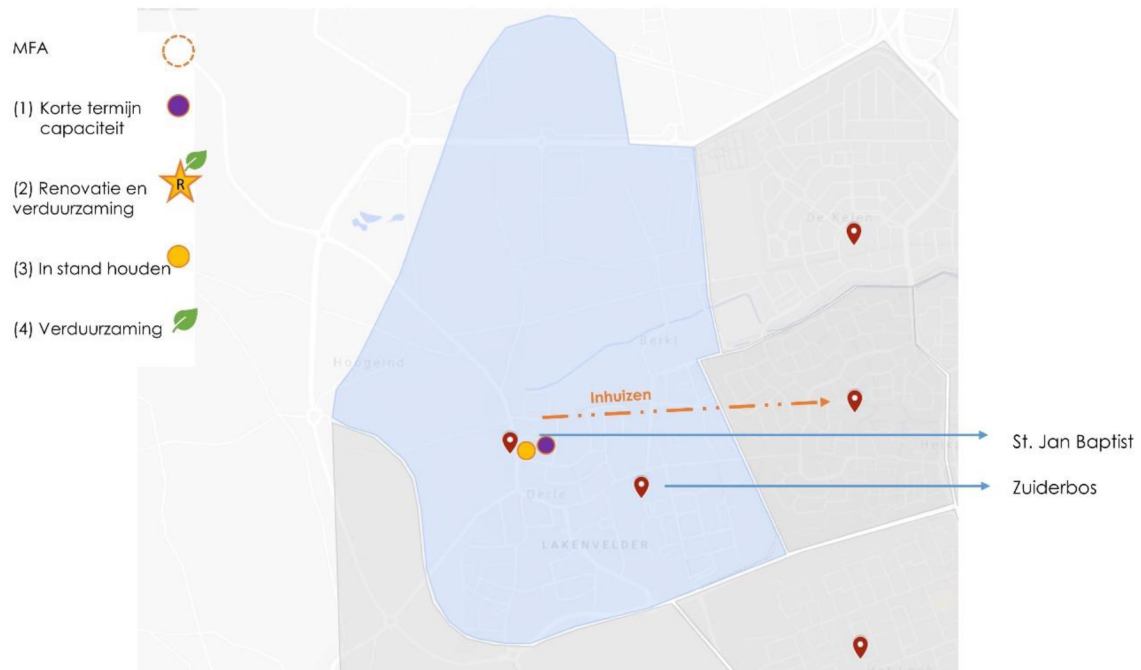 MFA
(1) Korte termijn
capaciteit
(2) Renovatie en
verduurzaming
R
(3) In stand houden
(4) Verduurzaming
De Kelen
Hoogeind
Berkt
Inhuizen
St. Jan Baptist
Zuiderbos
Deele
LAKENVELDER